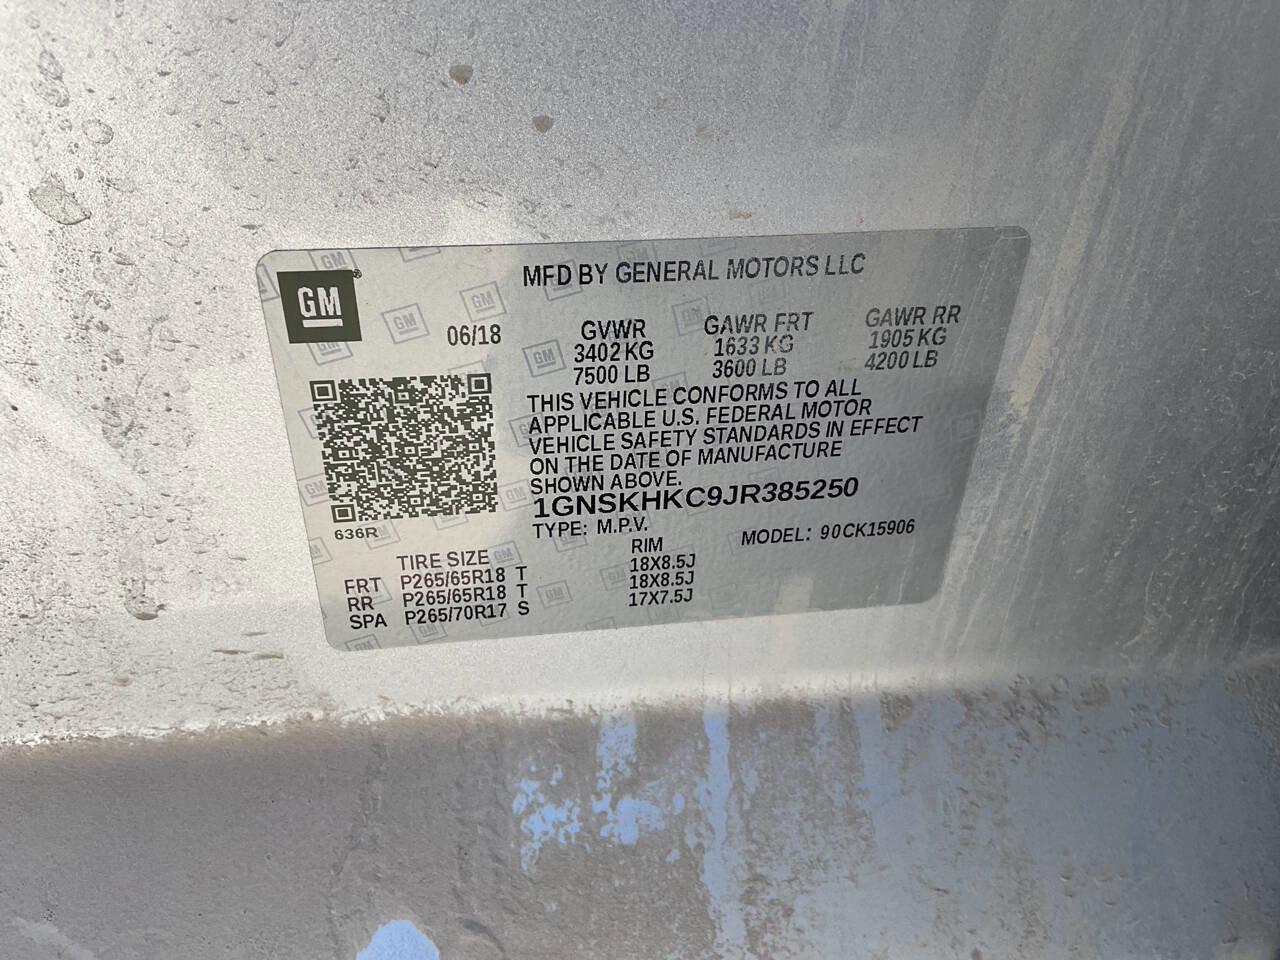 GM
MFD BY GENERAL MOTORS LLC
06/18
GVWR GAWR FRT GAWR RR
3402 KG 1633 KG 1905 KG
7500 LB 3600 LB 4200 LB
THIS VEHICLE CONFORMS TO ALL
APPLICABLE U.S. FEDERAL MOTOR
VEHICLE SAFETY STANDARDS IN EFFECT
ON THE DATE OF MANUFACTURE
SHOWN ABOVE.
1GNSKHKC9JR385250
636R
TYPE: M.P.V. MODEL: 90CK15906
TIRE SIZE RIM
FRT P265/65R18 T 18X8.5J
RR P265/65R18 T 18X8.5J
SPA P265/70R17 S 17X7.5J